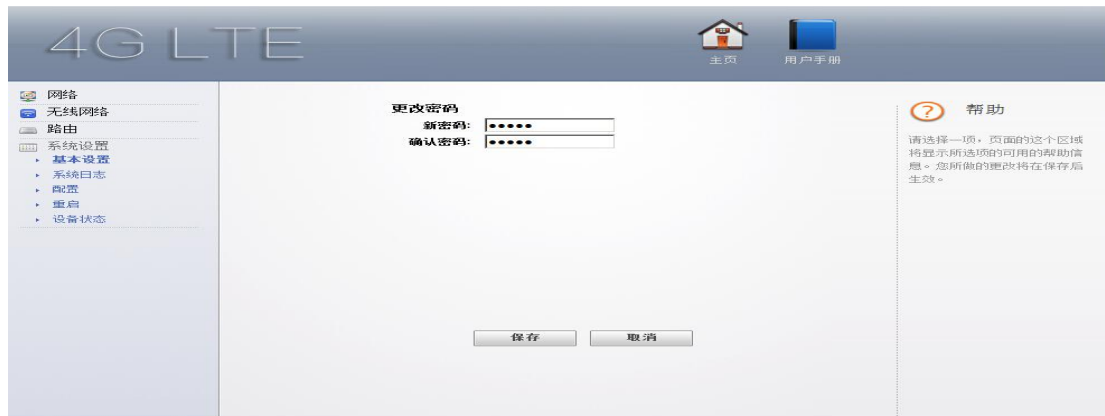 4G LTE
主页
用户手册
网络
无线网络
路由
系统设置
基本设置
系统日志
配置
重启
设备状态
更改密码
新密码: •••••
确认密码: •••••
保存
取消
帮助
请选择一项，页面的这个区域
将显示所选项的可用的帮助信
息。您所做的更改将在保存后
生效。